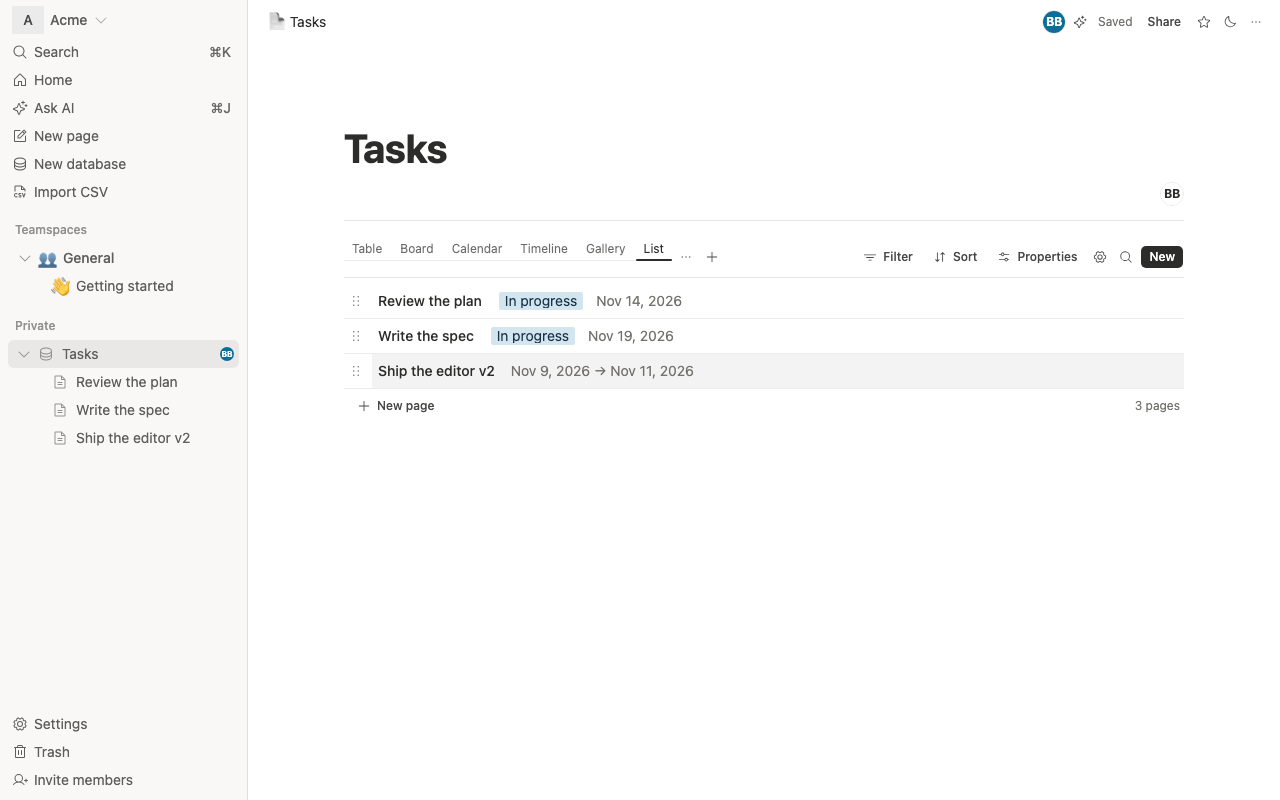 A Acme
Search ⌘K
Home
Ask AI ⌘J
New page
New database
Import CSV
Teamspaces
General
Getting started
Private
Tasks BB
Review the plan
Write the spec
Ship the editor v2
Settings
Trash
Invite members
Tasks
BB Saved Share
Tasks
BB
Table Board Calendar Timeline Gallery List
Filter Sort Properties New
Review the plan In progress Nov 14, 2026
Write the spec In progress Nov 19, 2026
Ship the editor v2 Nov 9, 2026 → Nov 11, 2026
New page 3 pages